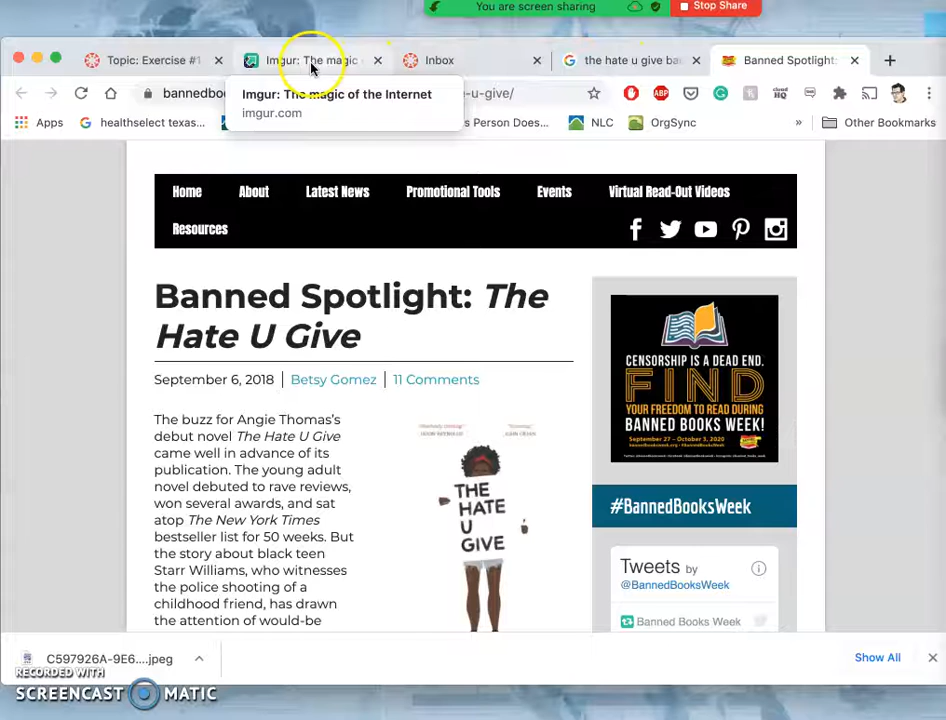 You are screen sharing
Stop Share
Topic: Exercise #1
Imgur: The magic
Inbox
the hate u give ba
Banned Spotlight:
Imgur: The magic of the Internet
imgur.com
bannedbo
-u-give/
ABP
cloud
HQ
Apps
healthselect texas...
s Person Does...
NLC
OrgSync
»
Other Bookmarks
Home
About
Latest News
Promotional Tools
Events
Virtual Read-Out Videos
Resources
Banned Spotlight: The
Hate U Give
September 6, 2018 | Betsy Gomez | 11 Comments
The buzz for Angie Thomas’s
debut novel The Hate U Give
came well in advance of its
publication. The young adult
novel debuted to rave reviews,
won several awards, and sat
atop The New York Times
bestseller list for 50 weeks. But
the story about black teen
Starr Williams, who witnesses
the police shooting of a
childhood friend, has drawn
the attention of would-be
THE
HATE
U
GIVE
CENSORSHIP IS A DEAD END.
FIND
YOUR FREEDOM TO READ DURING
BANNED BOOKS WEEK!
September 27 – October 3, 2020
#BannedBooksWeek
Tweets by
@BannedBooksWeek
Banned Books Week
C597926A-9E6....jpeg
Show All
RECORDED WITH
SCREENCAST MATIC